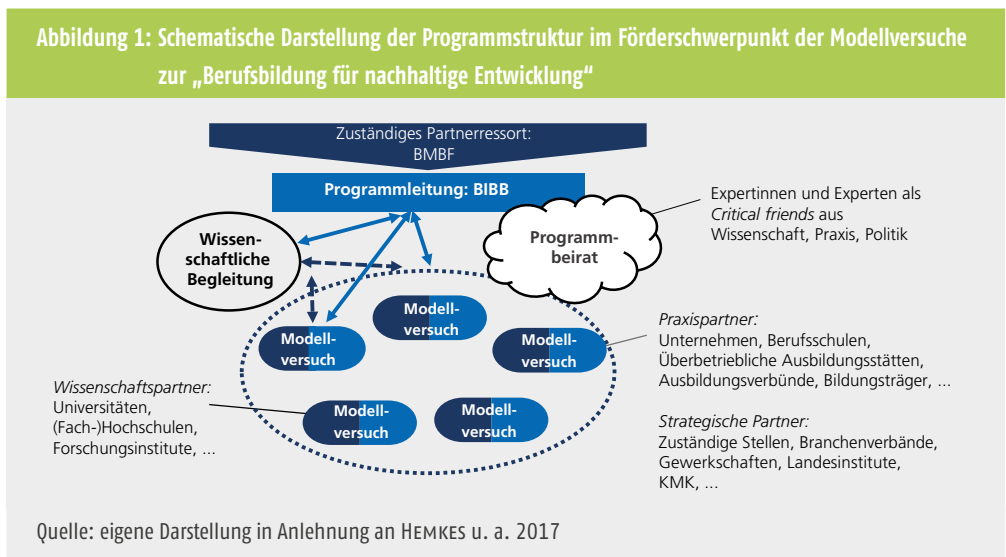 Abbildung 1: Schematische Darstellung der Programmstruktur im Förderschwerpunkt der Modellversuche
zur „Berufsbildung für nachhaltige Entwicklung“
Zuständiges Partnerressort:
BMBF
Programmleitung: BIBB
Expertinnen und Experten als
Critical friends aus
Wissenschaft, Praxis, Politik
Programm-
beirat
Wissen-
schaftliche
Begleitung
Modell-
versuch
Modell-
versuch
Modell-
versuch
Praxispartner:
Unternehmen, Berufsschulen,
Überbetriebliche Ausbildungsstätten,
Ausbildungsverbünde, Bildungsträger, ...
Wissenschaftspartner:
Universitäten,
(Fach-)Hochschulen,
Forschungsinstitute, ...
Modell-
versuch
Modell-
versuch
Strategische Partner:
Zuständige Stellen, Branchenverbände,
Gewerkschaften, Landesinstitute,
KMK, ...
Quelle: eigene Darstellung in Anlehnung an HEMKES u. a. 2017